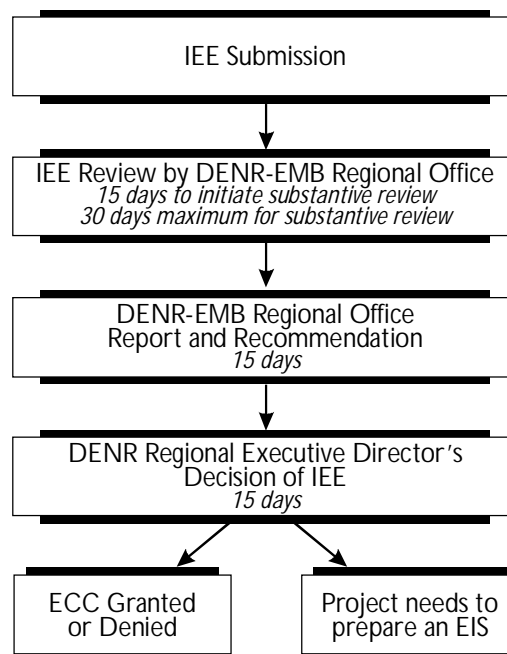 IEE Submission
IEE Review by DENR-EMB Regional Office
15 days to initiate substantive review
30 days maximum for substantive review
DENR-EMB Regional Office
Report and Recommendation
15 days
DENR Regional Executive Director's
Decision of IEE
15 days
ECC Granted
or Denied
Project needs to
prepare an EIS